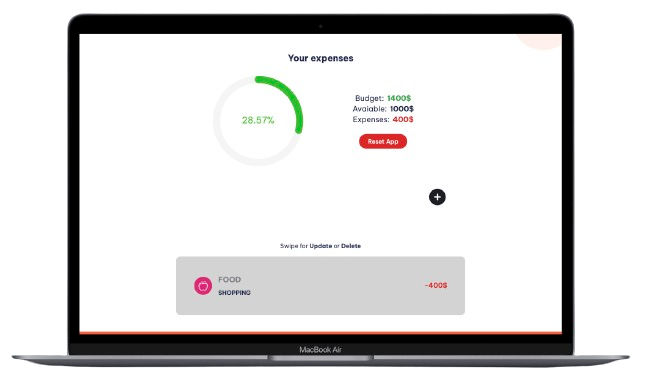 Your expenses
28.57%
Budget: 1400$
Avaiable: 1000$
Expenses: 400$
Reset App
+
Swipe for Update or Delete
FOOD
SHOPPING
-400$
MacBook Air